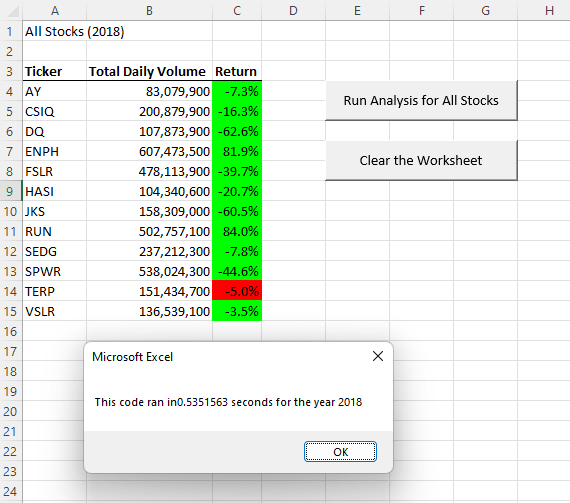 A B C D E F G H
1 All Stocks (2018)
2
3 Ticker Total Daily Volume Return
4 AY 83,079,900 -7.3%
Run Analysis for All Stocks
5 CSIQ 200,879,900 -16.3%
6 DQ 107,873,900 -62.6%
7 ENPH 607,473,500 81.9%
Clear the Worksheet
8 FSLR 478,113,900 -39.7%
9 HASI 104,340,600 -20.7%
10 JKS 158,309,000 -60.5%
11 RUN 502,757,100 84.0%
12 SEDG 237,212,300 -7.8%
13 SPWR 538,024,300 -44.6%
14 TERP 151,434,700 -5.0%
15 VSLR 136,539,100 -3.5%
16
17
18
19
20
21
22
23
24
Microsoft Excel
This code ran in0.5351563 seconds for the year 2018
OK